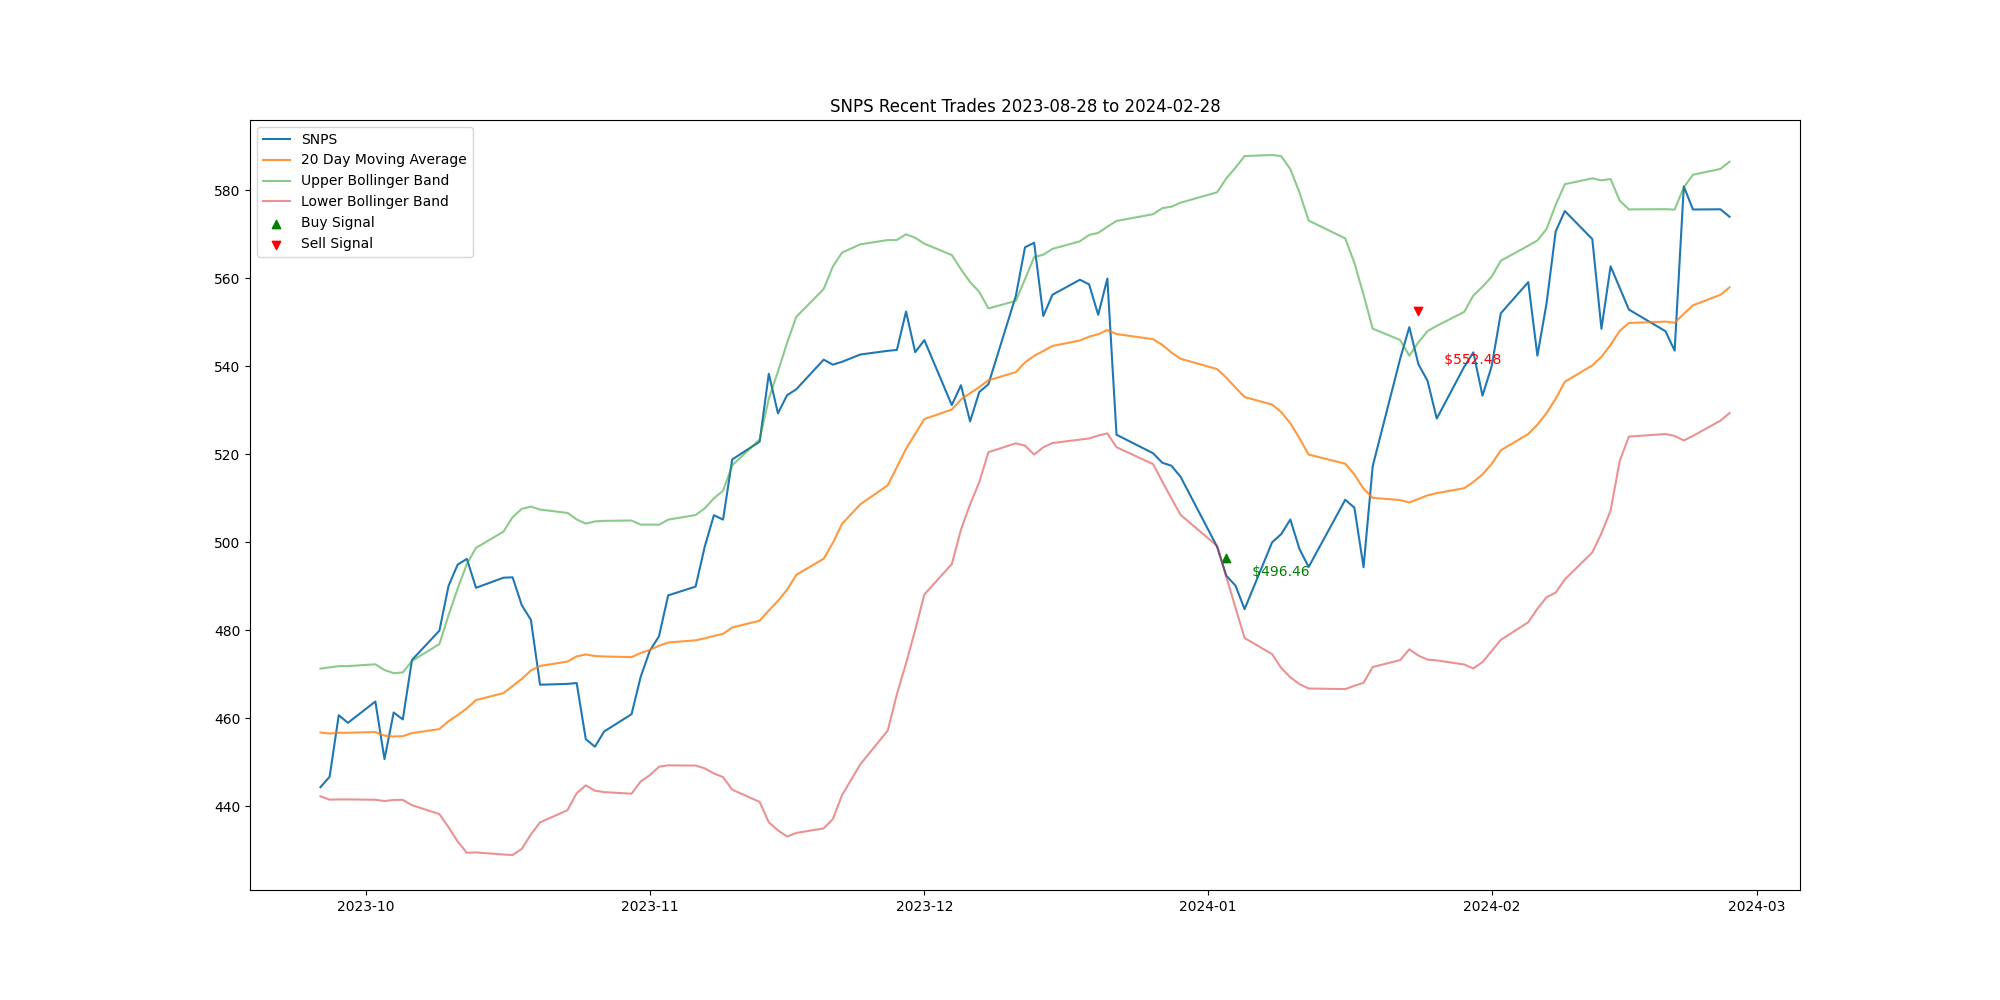 SNPS Recent Trades 2023-08-28 to 2024-02-28
SNPS
20 Day Moving Average
Upper Bollinger Band
Lower Bollinger Band
Buy Signal
Sell Signal
580
560
540
520
500
480
460
440
$552.48
$496.46
2023-10
2023-11
2023-12
2024-01
2024-02
2024-03